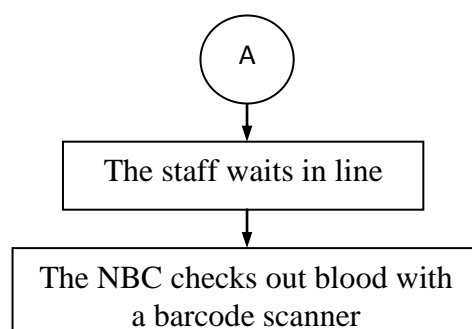 A
The staff waits in line
The NBC checks out blood with
a barcode scanner